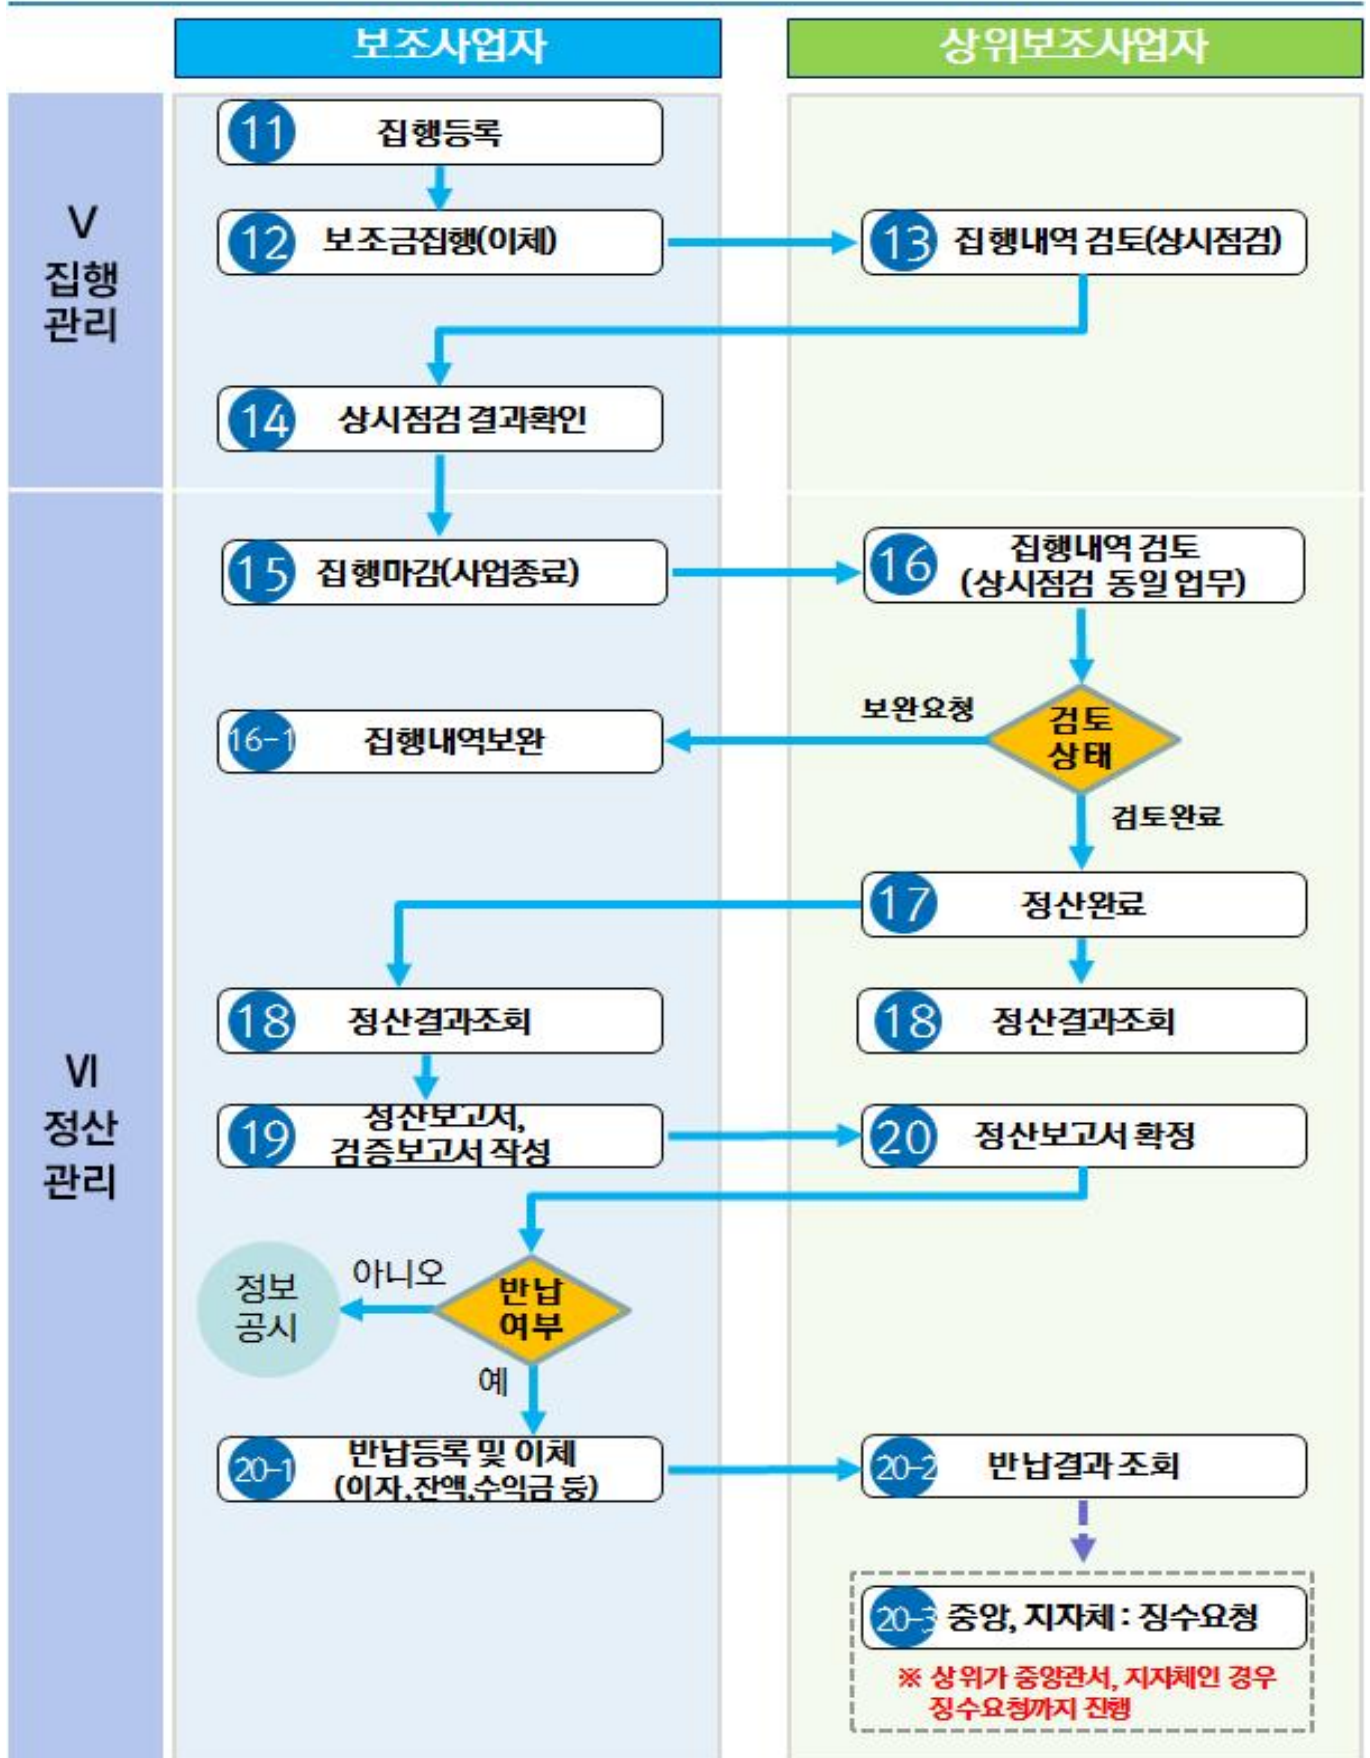 보조사업자
상위보조사업자
Ⅴ
집행
관리
11 집행등록
12 보조금집행(이체)
13 집행내역 검토(상시점검)
14 상시점검 결과확인
Ⅵ
정산
관리
15 집행마감(사업종료)
16 집행내역 검토
(상시점검 동일 업무)
검토
상태
보완요청
16-1 집행내역보완
검토완료
17 정산완료
18 정산결과조회
18 정산결과조회
19 정산보고서,
검증보고서 작성
20 정산보고서 확정
반납
여부
아니오
정보
공시
예
20-1 반납등록 및 이체
(이자,잔액,수익금 등)
20-2 반납결과 조회
20-3 중앙, 지자체 : 징수요청
※ 상위가 중앙관서, 지자체인 경우
징수요청까지 진행